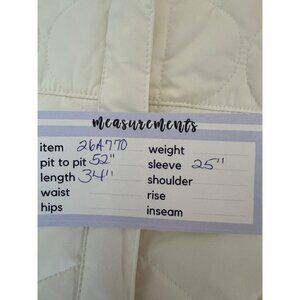 measurements
item 26A770 weight
pit to pit 52" sleeve 25"
length 34" shoulder
waist rise
hips inseam